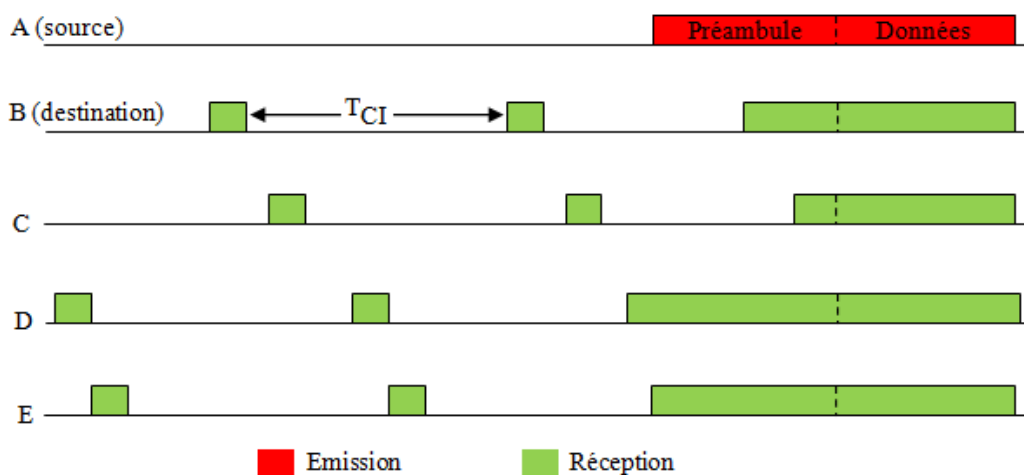 A (source)
Préambule
Données
B (destination)
TCI
C
D
E
Emission
Réception